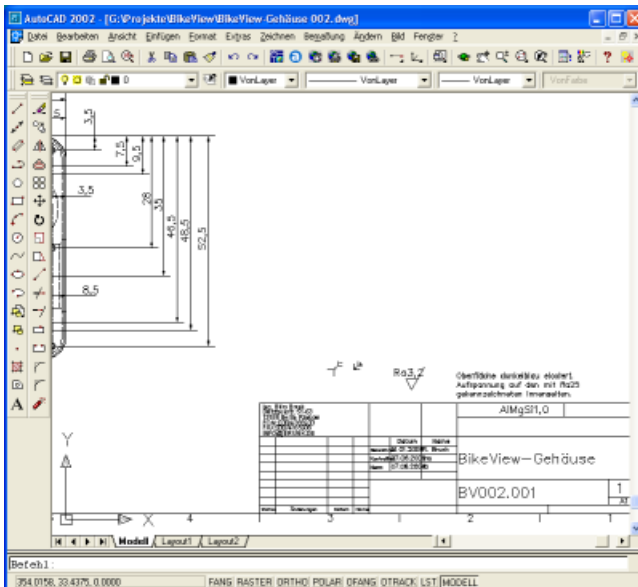 AutoCAD 2002 - [G:\Projekte\BikeView\BikeView-Gehäuse 002.dwg]
Datei Bearbeiten Ansicht Einfügen Format Extras Zeichnen Bemaßung Ändern Bild Fenster ?
0 VonLayer VonLayer VonLayer VonFarbe
5
3,5
7,5
9,5
3,5
28
35
46,5
48,5
52,5
8,5
Ra3,2
Oberfläche dunkelblau eloxiert.
Aufspannung auf den mit Ra25
gekennzeichneten Innenseiten.
AlMgSi1,0
Datum Name
BikeView-Gehäuse
BV002.001
1
Y
X
4 3 2 1
Modell Layout1 Layout2
Befehl:
354.0158, 33.4375, 0.0000 FANG RASTER ORTHO POLAR OFANG OTRACK LST MODELL